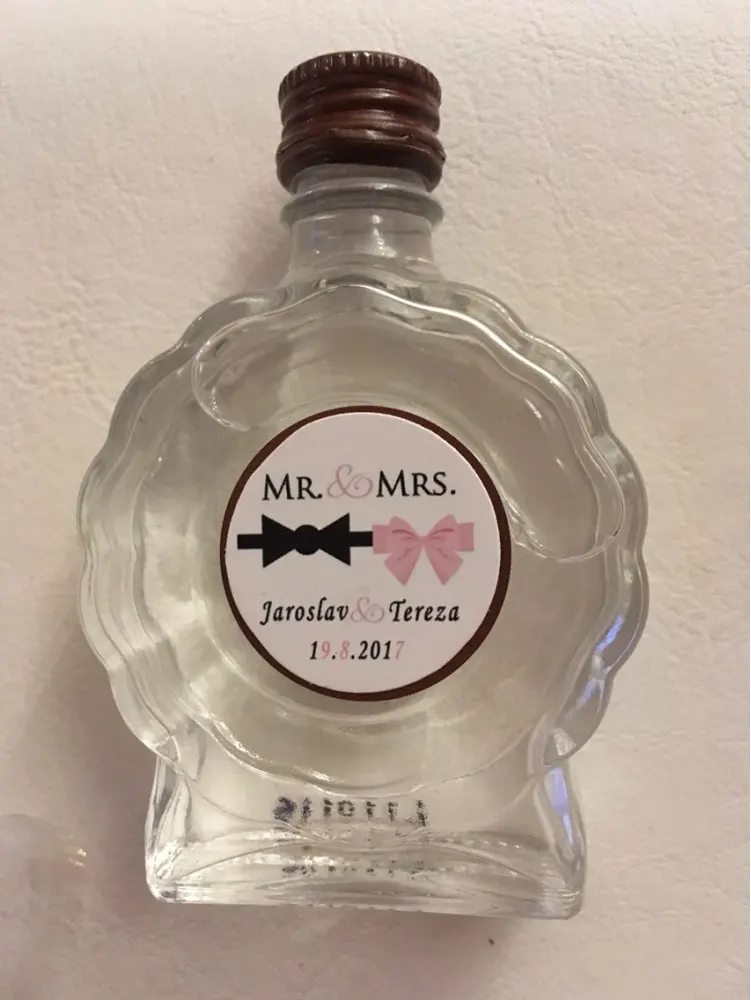 MR. & MRS.
Jaroslav & Tereza
19.8.2017